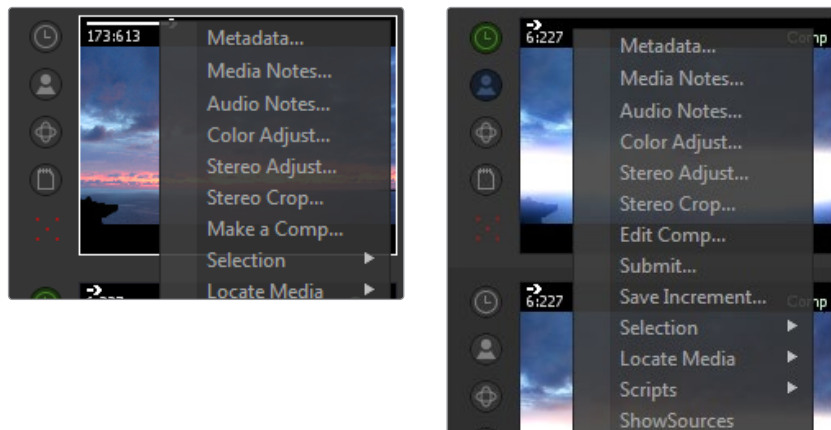 173:613
Metadata...
Media Notes...
Audio Notes...
Color Adjust...
Stereo Adjust...
Stereo Crop...
Make a Comp...
Selection
Locate Media
6:227
Comp
Metadata...
Media Notes...
Audio Notes...
Color Adjust...
Stereo Adjust...
Stereo Crop...
Edit Comp...
Submit...
Save Increment...
Selection
Locate Media
Scripts
ShowSources
6:227
Comp